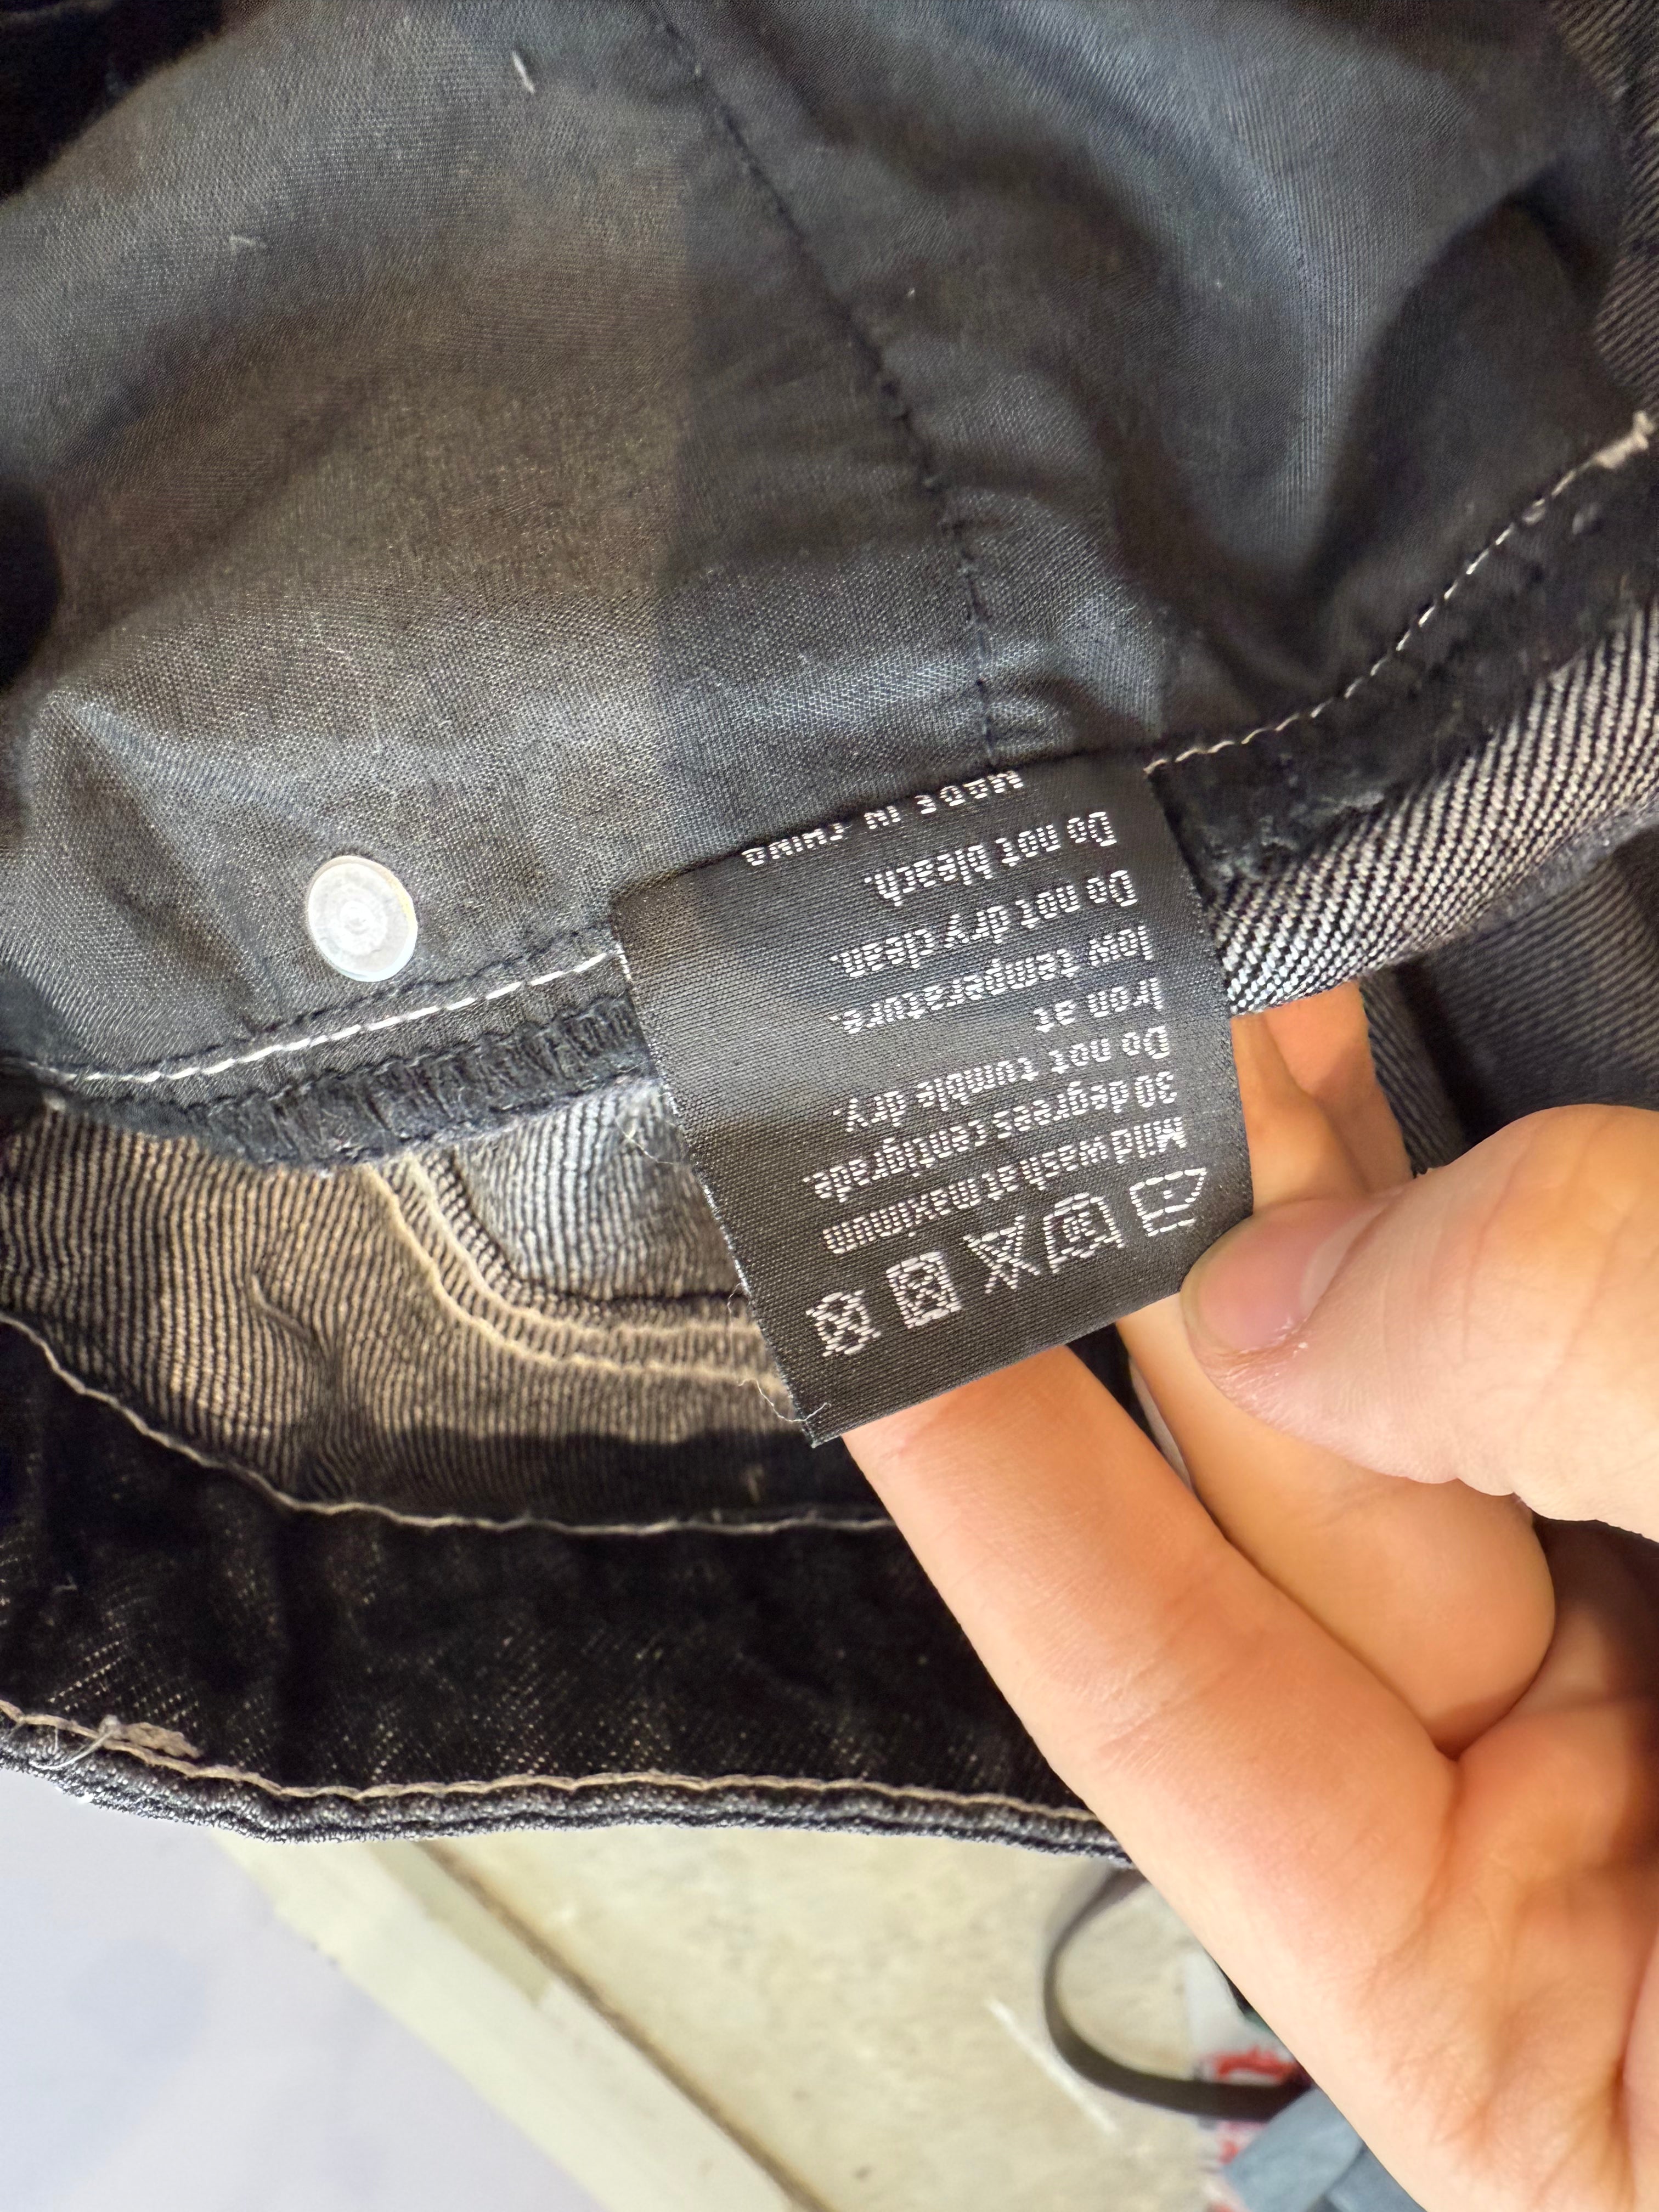 30
Mild wash at maximum
30 degrees centigrade.
Do not tumble dry.
Iron at
low temperature.
Do not dry clean.
Do not bleach.
MADE IN CHINA